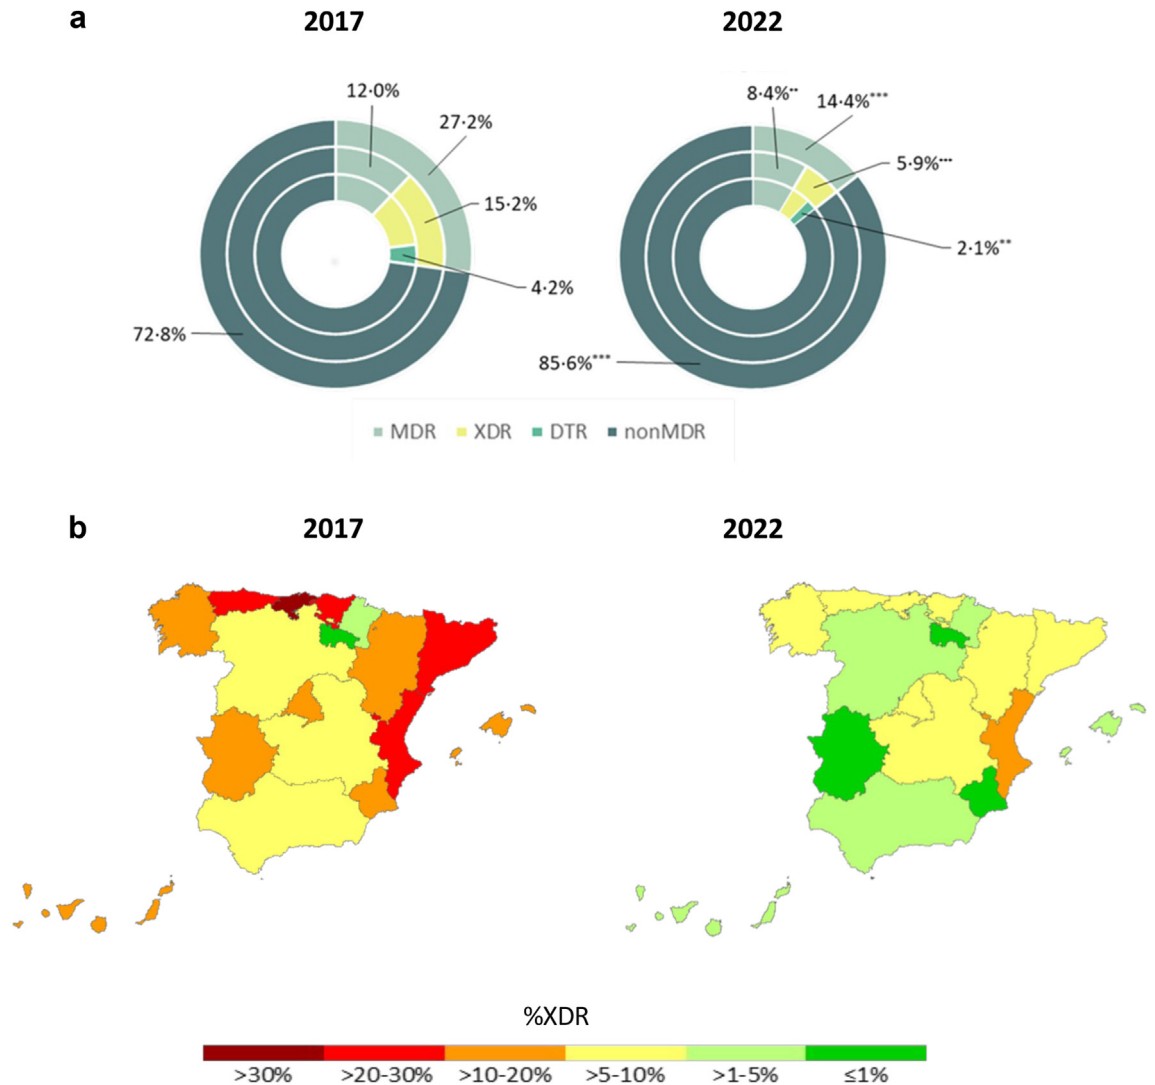 a
2017
2022
12·0%
27·2%
15·2%
4·2%
72·8%
8·4%**
14·4%***
5·9%***
2·1%**
85·6%***
MDR XDR DTR nonMDR
b
2017
2022
%XDR
>30% >20-30% >10-20% >5-10% >1-5% ≤1%